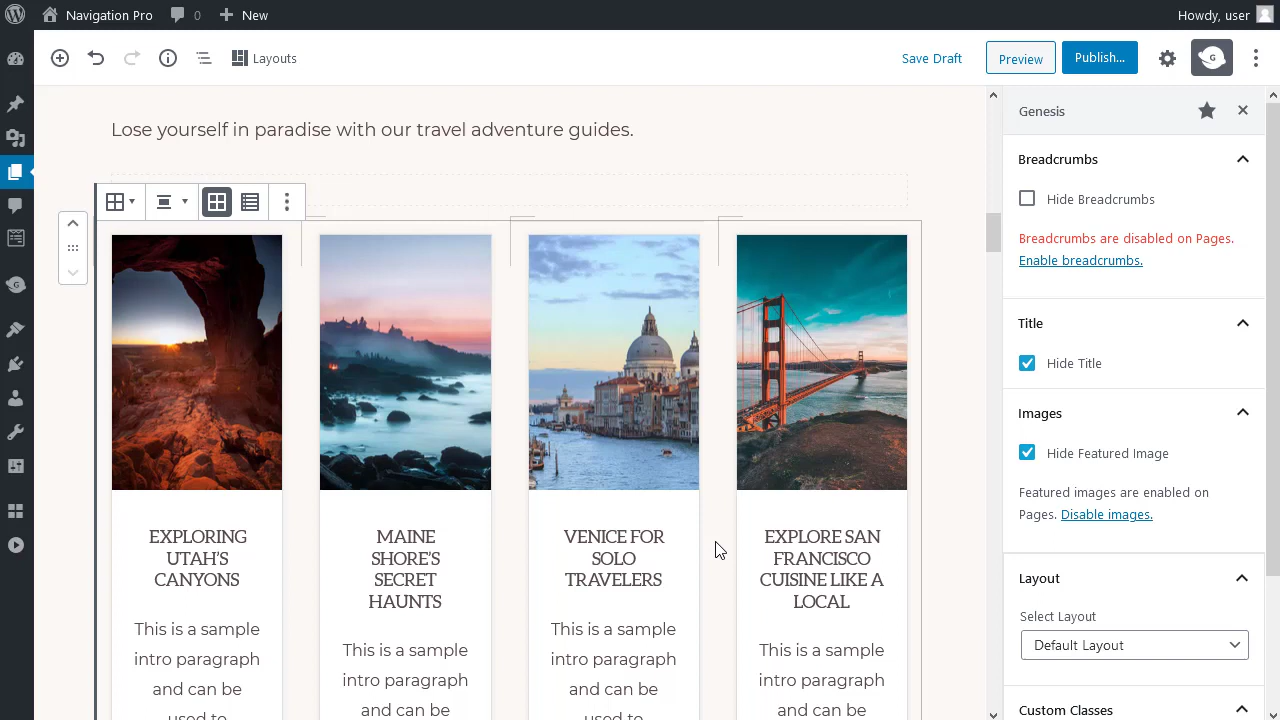 Navigation Pro
0
New
Howdy, user
Layouts
Save Draft
Preview
Publish...
G
Genesis
Lose yourself in paradise with our travel adventure guides.
EXPLORING
UTAH'S
CANYONS
This is a sample
intro paragraph
and can be
used to
MAINE
SHORE'S
SECRET
HAUNTS
This is a sample
intro paragraph
and can be
VENICE FOR
SOLO
TRAVELERS
This is a sample
intro paragraph
and can be
used to
EXPLORE SAN
FRANCISCO
CUISINE LIKE A
LOCAL
This is a sample
intro paragraph
and can be
Breadcrumbs
Hide Breadcrumbs
Breadcrumbs are disabled on Pages.
Enable breadcrumbs.
Title
Hide Title
Images
Hide Featured Image
Featured images are enabled on
Pages. Disable images.
Layout
Select Layout
Default Layout
Custom Classes